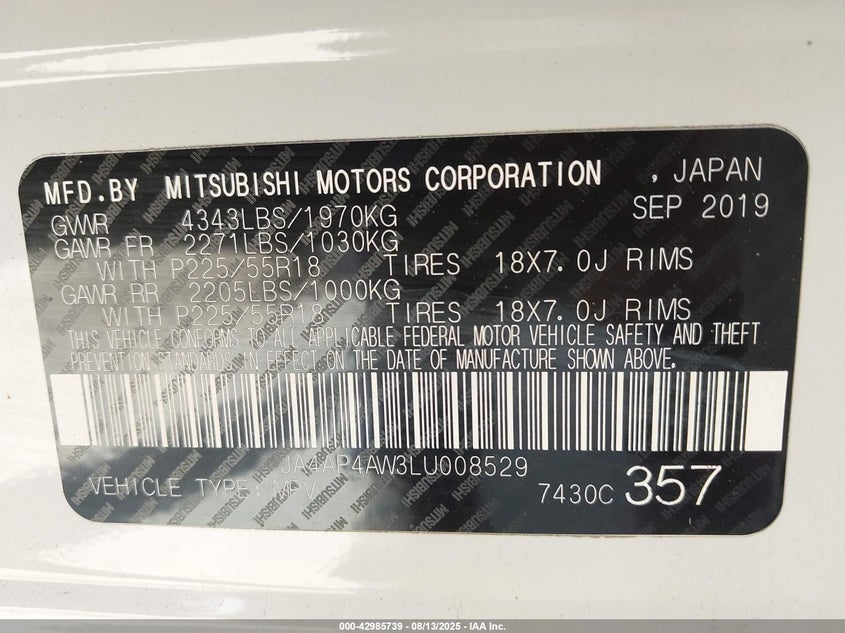 MFD.BY MITSUBISHI MOTORS CORPORATION , JAPAN
GVWR 4343LBS/1970KG SEP 2019
GAWR FR 2271LBS/1030KG
WITH P225/55R18 TIRES 18X7.0J RIMS
GAWR RR 2205LBS/1000KG
WITH P225/55R18 TIRES 18X7.0J RIMS
THIS VEHICLE CONFORMS TO ALL APPLICABLE FEDERAL MOTOR VEHICLE SAFETY AND THEFT
PREVENTION STANDARDS IN EFFECT ON THE DATE OF MANUFACTURE SHOWN ABOVE.
JA4AP4AW3LU008529
VEHICLE TYPE: MPV 7430C 357
000-42985739 - 08/13/2025 - IAA Inc.